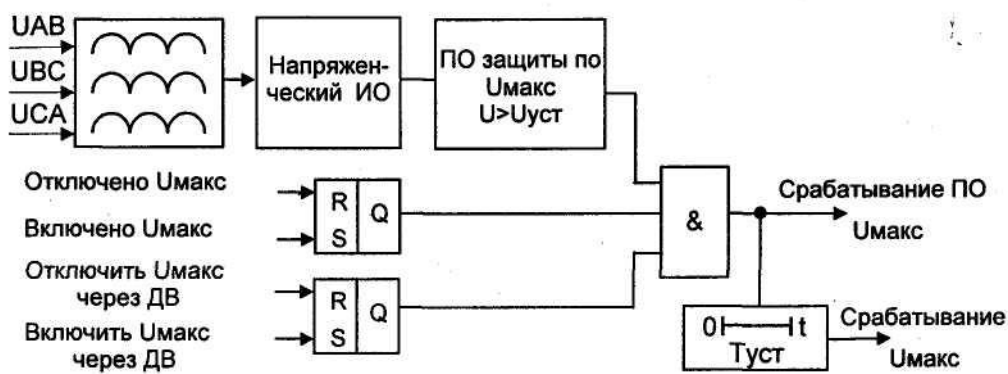 UAB
UBC
UCA
Напряжен-
ческий ИО
ПО защиты по
Uмакс
U>Uуст
Отключено Uмакс
Включено Uмакс
R
S
Q
Отключить Uмакс
через ДВ
Включить Uмакс
через ДВ
R
S
Q
&
Срабатывание ПО
Uмакс
0 t
Туст
Срабатывание
Uмакс